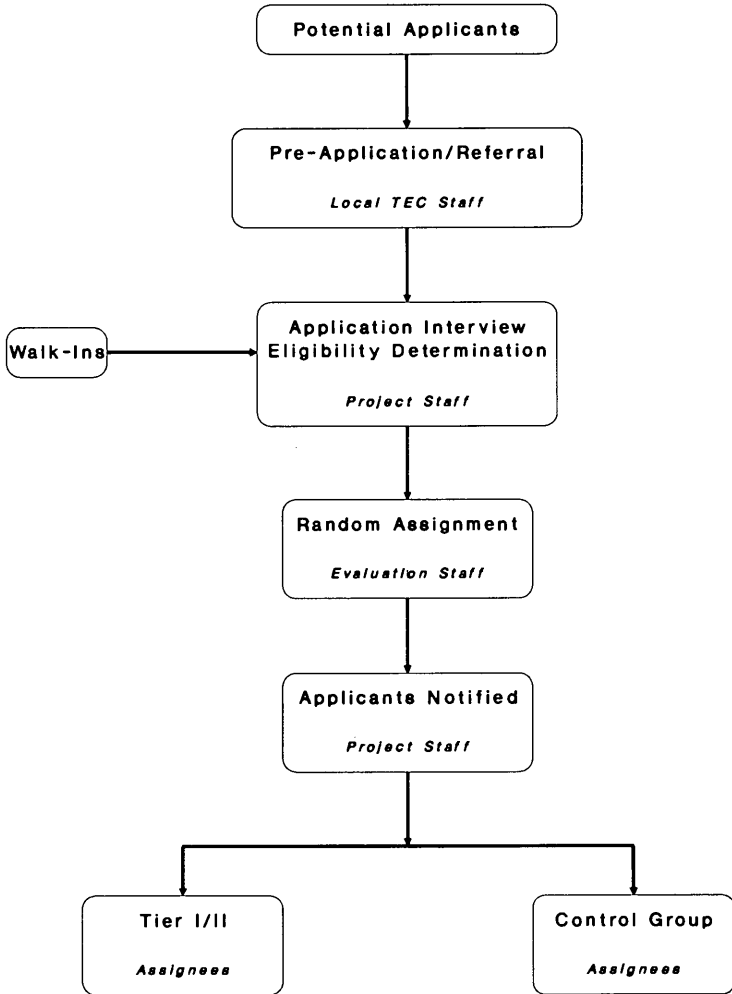 Potential Applicants
Pre-Application/Referral
Local TEC Staff
Walk-Ins
Application Interview
Eligibility Determination
Project Staff
Random Assignment
Evaluation Staff
Applicants Notified
Project Staff
Tier I/II
Assignees
Control Group
Assignees